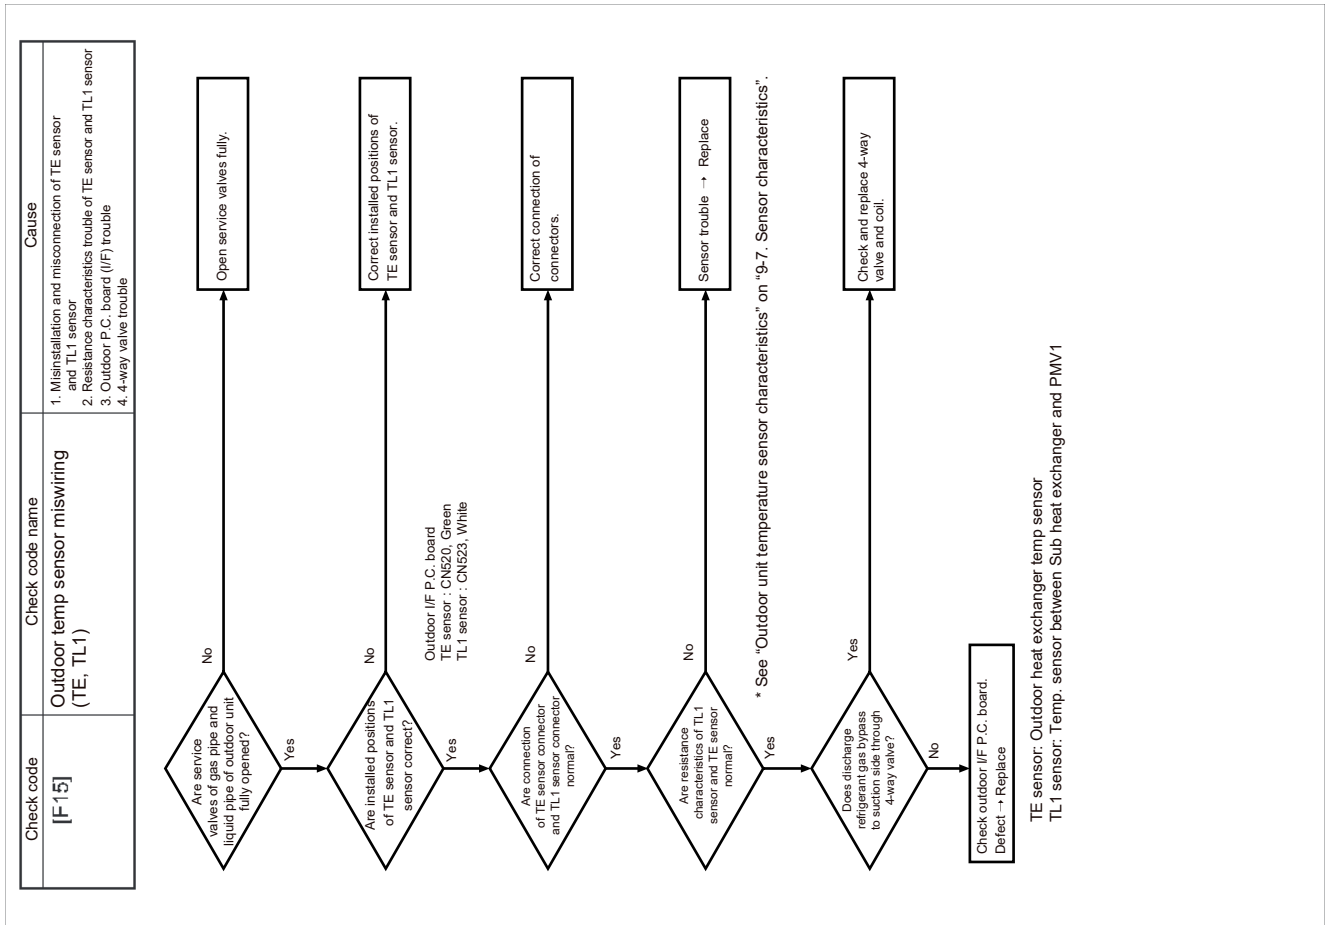 Check code
Check code name
Cause
[F15]
Outdoor temp sensor miswiring
(TE, TL1)
1. Misinstallation and misconnection of TE sensor
and TL1 sensor
2. Resistance characteristics trouble of TE sensor and TL1 sensor
3. Outdoor P.C. board (I/F) trouble
4. 4-way valve trouble
Are service
valves of gas pipe and
liquid pipe of outdoor unit
fully opened?
No
Open service valves fully.
Yes
Are installed positions
of TE sensor and TL1
sensor correct?
No
Correct installed positions of
TE sensor and TL1 sensor.
Yes
Outdoor I/F P.C. board
TE sensor : CN520, Green
TL1 sensor : CN523, White
Are connection
of TE sensor connector
and TL1 sensor connector
normal?
No
Correct connection of
connectors.
Yes
Are resistance
characteristics of TL1
sensor and TE sensor
normal?
No
Sensor trouble → Replace
Yes
* See “Outdoor unit temperature sensor characteristics” on “9-7. Sensor characteristics”.
Does discharge
refrigerant gas bypass
to suction side through
4-way valve?
Yes
Check and replace 4-way
valve and coil.
No
Check outdoor I/F P.C. board.
Defect → Replace
TE sensor: Outdoor heat exchanger temp sensor
TL1 sensor: Temp. sensor between Sub heat exchanger and PMV1